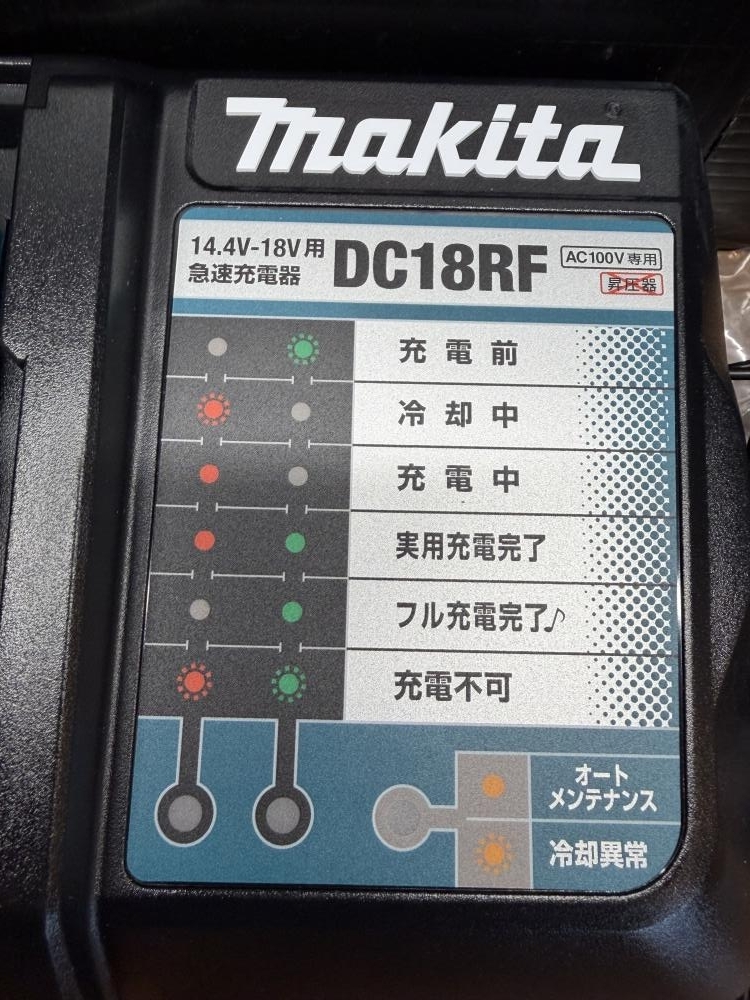 makita®
14.4V-18V用
急速充電器
DC18RF
AC100V専用
昇圧器
充電前
冷却中
充電中
実用充電完了
フル充電完了♪
充電不可
オート
メンテナンス
冷却異常